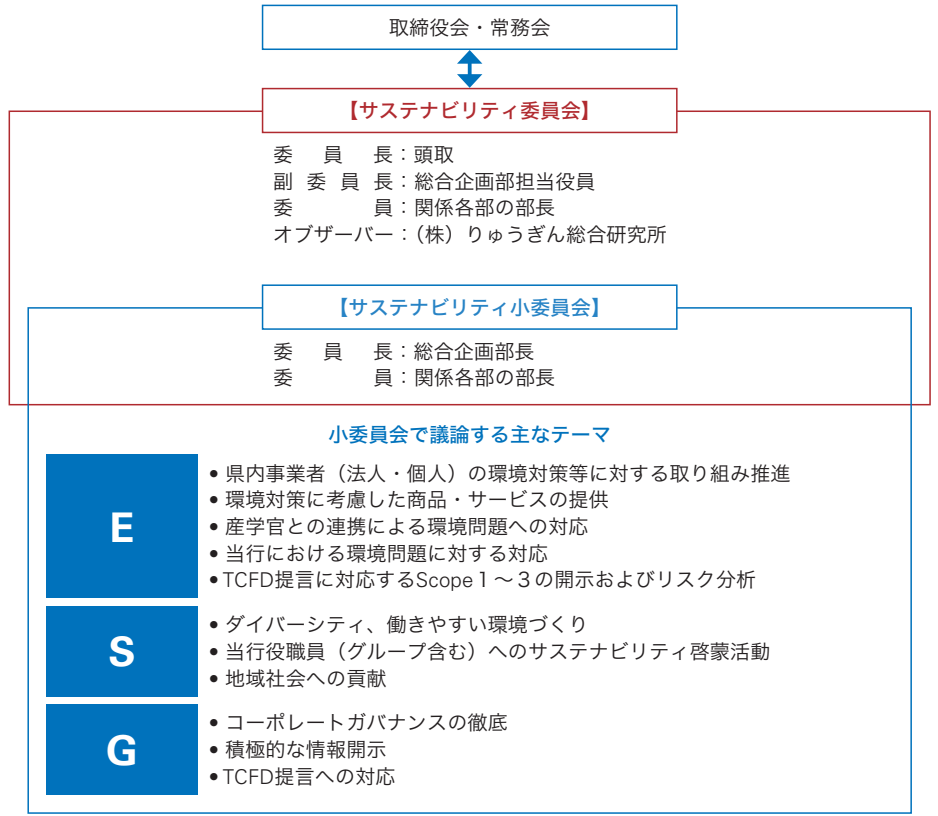 取締役会・常務会
【サステナビリティ委員会】
委員長：頭取
副委員長：総合企画部担当役員
委員：関係各部の部長
オブザーバー：（株）りゅうぎん総合研究所
【サステナビリティ小委員会】
委員長：総合企画部長
委員：関係各部の部長
小委員会で議論する主なテーマ
E
● 県内事業者（法人・個人）の環境対策等に対する取り組み推進
● 環境対策に考慮した商品・サービスの提供
● 産学官との連携による環境問題への対応
● 当行における環境問題に対する対応
● TCFD提言に対応するScope１～３の開示およびリスク分析
S
● ダイバーシティ、働きやすい環境づくり
● 当行役職員（グループ含む）へのサステナビリティ啓蒙活動
● 地域社会への貢献
G
● コーポレートガバナンスの徹底
● 積極的な情報開示
● TCFD提言への対応